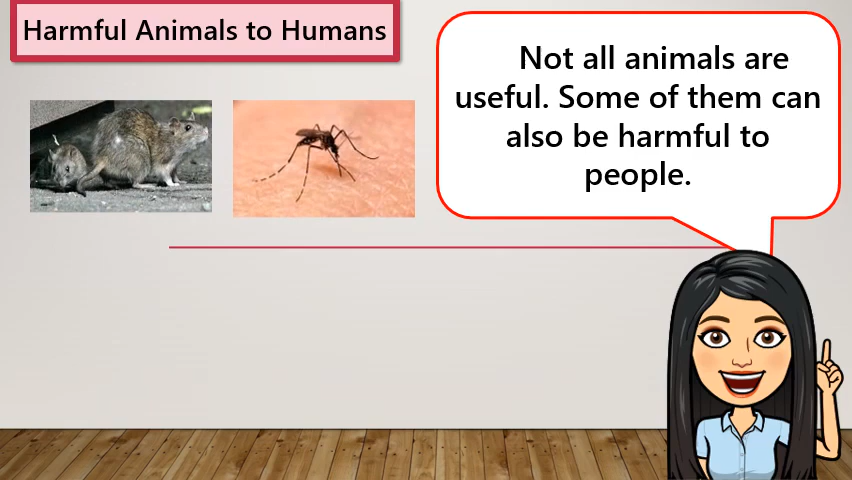 Harmful Animals to Humans
Not all animals are
useful. Some of them can
also be harmful to
people.